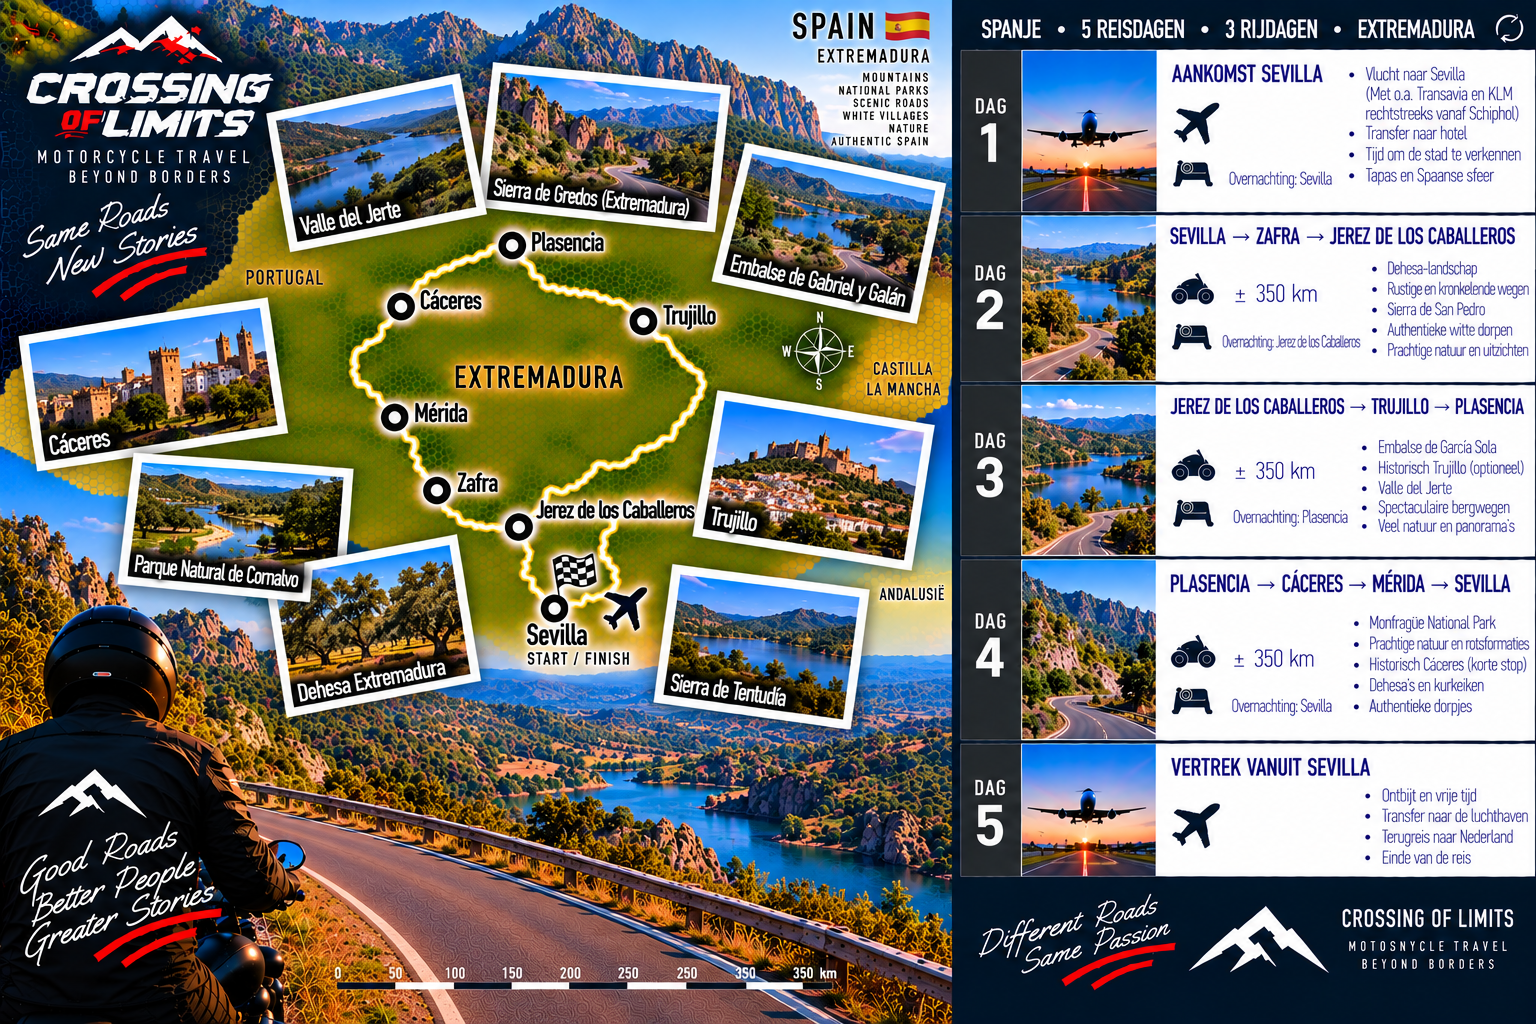 CROSSING
OF LIMITS
MOTORCYCLE TRAVEL
BEYOND BORDERS
Same Roads
New Stories
SPAIN
EXTREMADURA
MOUNTAINS
NATIONAL PARKS
SCENIC ROADS
WHITE VILLAGES
NATURE
AUTHENTIC SPAIN
Valle del Jerte
Sierra de Gredos (Extremadura)
Embalse de Gabriel y Galán
PORTUGAL
Plasencia
Cáceres
Trujillo
N
W E
S
EXTREMADURA
CASTILLA
LA MANCHA
Cáceres
Mérida
Zafra
Jerez de los Caballeros
Trujillo
Parque Natural de Cornalvo
Dehesa Extremadura
Sevilla
START / FINISH
ANDALUSIË
Sierra de Tentudía
Good Roads
Better People
Greater Stories
0 50 100 150 200 250 250 350 350 km
SPANJE • 5 REISDAGEN • 3 RIJDAGEN • EXTREMADURA
DAG
1
AANKOMST SEVILLA
Overnachting: Sevilla
• Vlucht naar Sevilla
(Met o.a. Transavia en KLM
rechtstreeks vanaf Schiphol)
• Transfer naar hotel
• Tijd om de stad te verkennen
• Tapas en Spaanse sfeer
DAG
2
SEVILLA → ZAFRA → JEREZ DE LOS CABALLEROS
± 350 km
Overnachting: Jerez de los Caballeros
• Dehesa-landschap
• Rustige en kronkelende wegen
• Sierra de San Pedro
• Authentieke witte dorpen
• Prachtige natuur en uitzichten
DAG
3
JEREZ DE LOS CABALLEROS → TRUJILLO → PLASENCIA
± 350 km
Overnachting: Plasencia
• Embalse de García Sola
• Historisch Trujillo (optioneel)
• Valle del Jerte
• Spectaculaire bergwegen
• Veel natuur en panorama's
DAG
4
PLASENCIA → CÁCERES → MÉRIDA → SEVILLA
± 350 km
Overnachting: Sevilla
• Monfragüe National Park
• Prachtige natuur en rotsformaties
• Historisch Cáceres (korte stop)
• Dehesa's en kurkeiken
• Authentieke dorpjes
DAG
5
VERTREK VANUIT SEVILLA
• Ontbijt en vrije tijd
• Transfer naar de luchthaven
• Terugreis naar Nederland
• Einde van de reis
Different Roads
Same Passion
CROSSING OF LIMITS
MOTOSNYCLE TRAVEL
BEYOND BORDERS